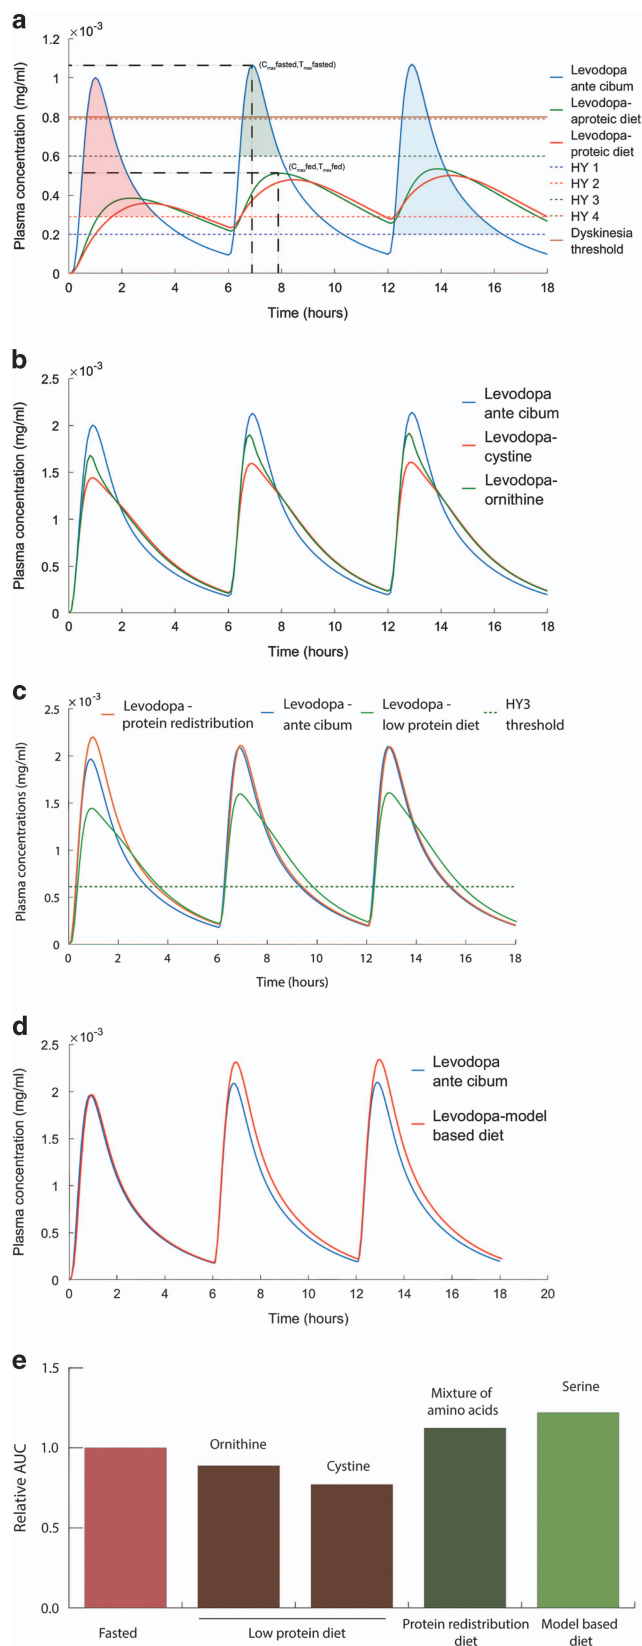 a
×10⁻³
1.2
1
0.8
0.6
0.4
0.2
0
Plasma concentration (mg/ml)
(Cmaxfasted,Tmaxfasted)
(Cmaxfed,Tmaxfed)
Levodopa
ante cibum
Levodopa-
aproteic diet
Levodopa-
proteic diet
HY 1
HY 2
HY 3
HY 4
Dyskinesia
threshold
0 2 4 6 8 10 12 14 16 18
Time (hours)
b
×10⁻³
2.5
2
1.5
1
0.5
0
Plasma concentration (mg/ml)
Levodopa
ante cibum
Levodopa-
cystine
Levodopa-
ornithine
0 2 4 6 8 10 12 14 16 18
Time (hours)
c
×10⁻³
Levodopa -
protein redistribution
Levodopa -
ante cibum
Levodopa -
low protein diet
HY3
threshold
2.5
2
1.5
1
0.5
0
Plasma concentrations (mg/ml)
0 2 4 6 8 10 12 14 16 18
Time (hours)
d
×10⁻³
2.5
2
1.5
1
0.5
0
Plasma concentration (mg/ml)
Levodopa
ante cibum
Levodopa-model
based diet
0 2 4 6 8 10 12 14 16 18 20
Time (hours)
e
1.5
1.0
0.5
0.0
Relative AUC
Ornithine
Cystine
Mixture of
amino acids
Serine
Fasted
Low protein diet
Protein redistribution
diet
Model based
diet